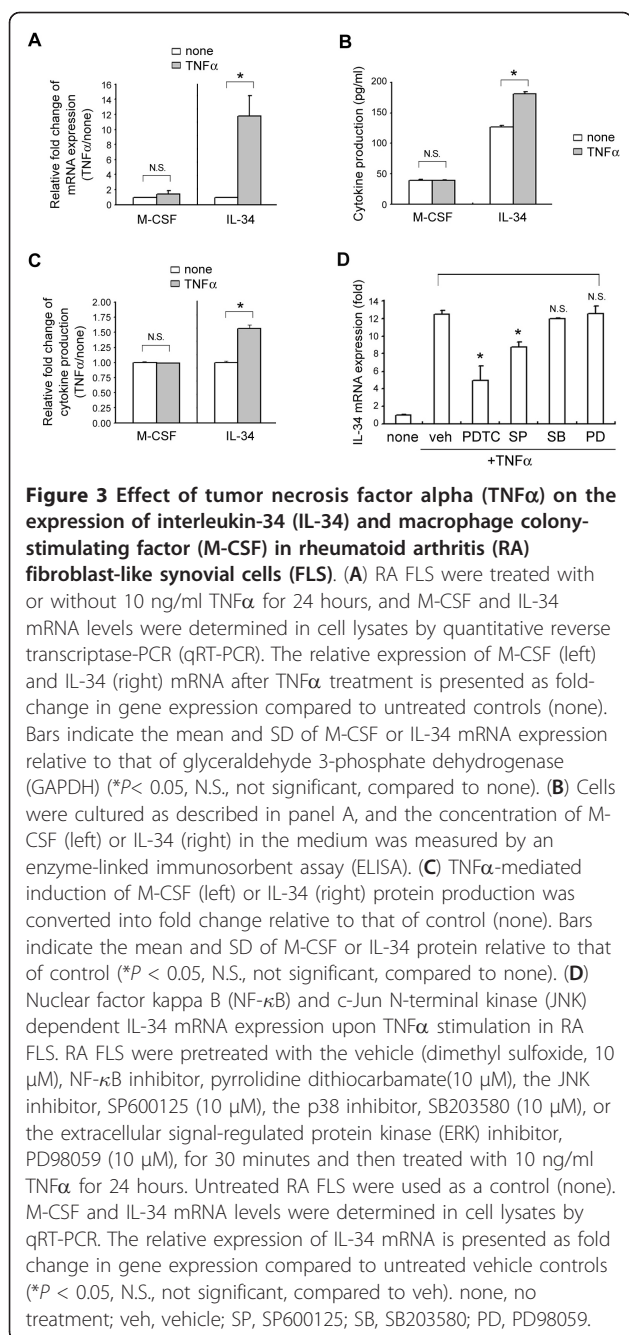 A
none
TNFα
Relative fold change of
mRNA expression
(TNFα/none)
16
14
12
10
8
6
4
2
0
N.S.
*
M-CSF
IL-34
B
Cytokine production (pg/ml)
200
150
100
50
0
N.S.
*
none
TNFα
M-CSF
IL-34
C
none
TNFα
Relative fold change of
cytokine production
(TNFα/none)
2.00
1.75
1.50
1.25
1.00
0.75
0.50
0.25
0.00
N.S.
*
M-CSF
IL-34
D
IL-34 mRNA expression (fold)
14
12
10
8
6
4
2
0
*
*
N.S.
N.S.
none veh PDTC SP SB PD
+TNFα
Figure 3 Effect of tumor necrosis factor alpha (TNFα) on the
expression of interleukin-34 (IL-34) and macrophage colony-
stimulating factor (M-CSF) in rheumatoid arthritis (RA)
fibroblast-like synovial cells (FLS). (A) RA FLS were treated with
or without 10 ng/ml TNFα for 24 hours, and M-CSF and IL-34
mRNA levels were determined in cell lysates by quantitative reverse
transcriptase-PCR (qRT-PCR). The relative expression of M-CSF (left)
and IL-34 (right) mRNA after TNFα treatment is presented as fold-
change in gene expression compared to untreated controls (none).
Bars indicate the mean and SD of M-CSF or IL-34 mRNA expression
relative to that of glyceraldehyde 3-phosphate dehydrogenase
(GAPDH) (*P< 0.05, N.S., not significant, compared to none). (B) Cells
were cultured as described in panel A, and the concentration of M-
CSF (left) or IL-34 (right) in the medium was measured by an
enzyme-linked immunosorbent assay (ELISA). (C) TNFα-mediated
induction of M-CSF (left) or IL-34 (right) protein production was
converted into fold change relative to that of control (none). Bars
indicate the mean and SD of M-CSF or IL-34 protein relative to that
of control (*P < 0.05, N.S., not significant, compared to none). (D)
Nuclear factor kappa B (NF-κB) and c-Jun N-terminal kinase (JNK)
dependent IL-34 mRNA expression upon TNFα stimulation in RA
FLS. RA FLS were pretreated with the vehicle (dimethyl sulfoxide, 10
μM), NF-κB inhibitor, pyrrolidine dithiocarbamate(10 μM), the JNK
inhibitor, SP600125 (10 μM), the p38 inhibitor, SB203580 (10 μM), or
the extracellular signal-regulated protein kinase (ERK) inhibitor,
PD98059 (10 μM), for 30 minutes and then treated with 10 ng/ml
TNFα for 24 hours. Untreated RA FLS were used as a control (none).
M-CSF and IL-34 mRNA levels were determined in cell lysates by
qRT-PCR. The relative expression of IL-34 mRNA is presented as fold
change in gene expression compared to untreated vehicle controls
(*P < 0.05, N.S., not significant, compared to veh). none, no
treatment; veh, vehicle; SP, SP600125; SB, SB203580; PD, PD98059.